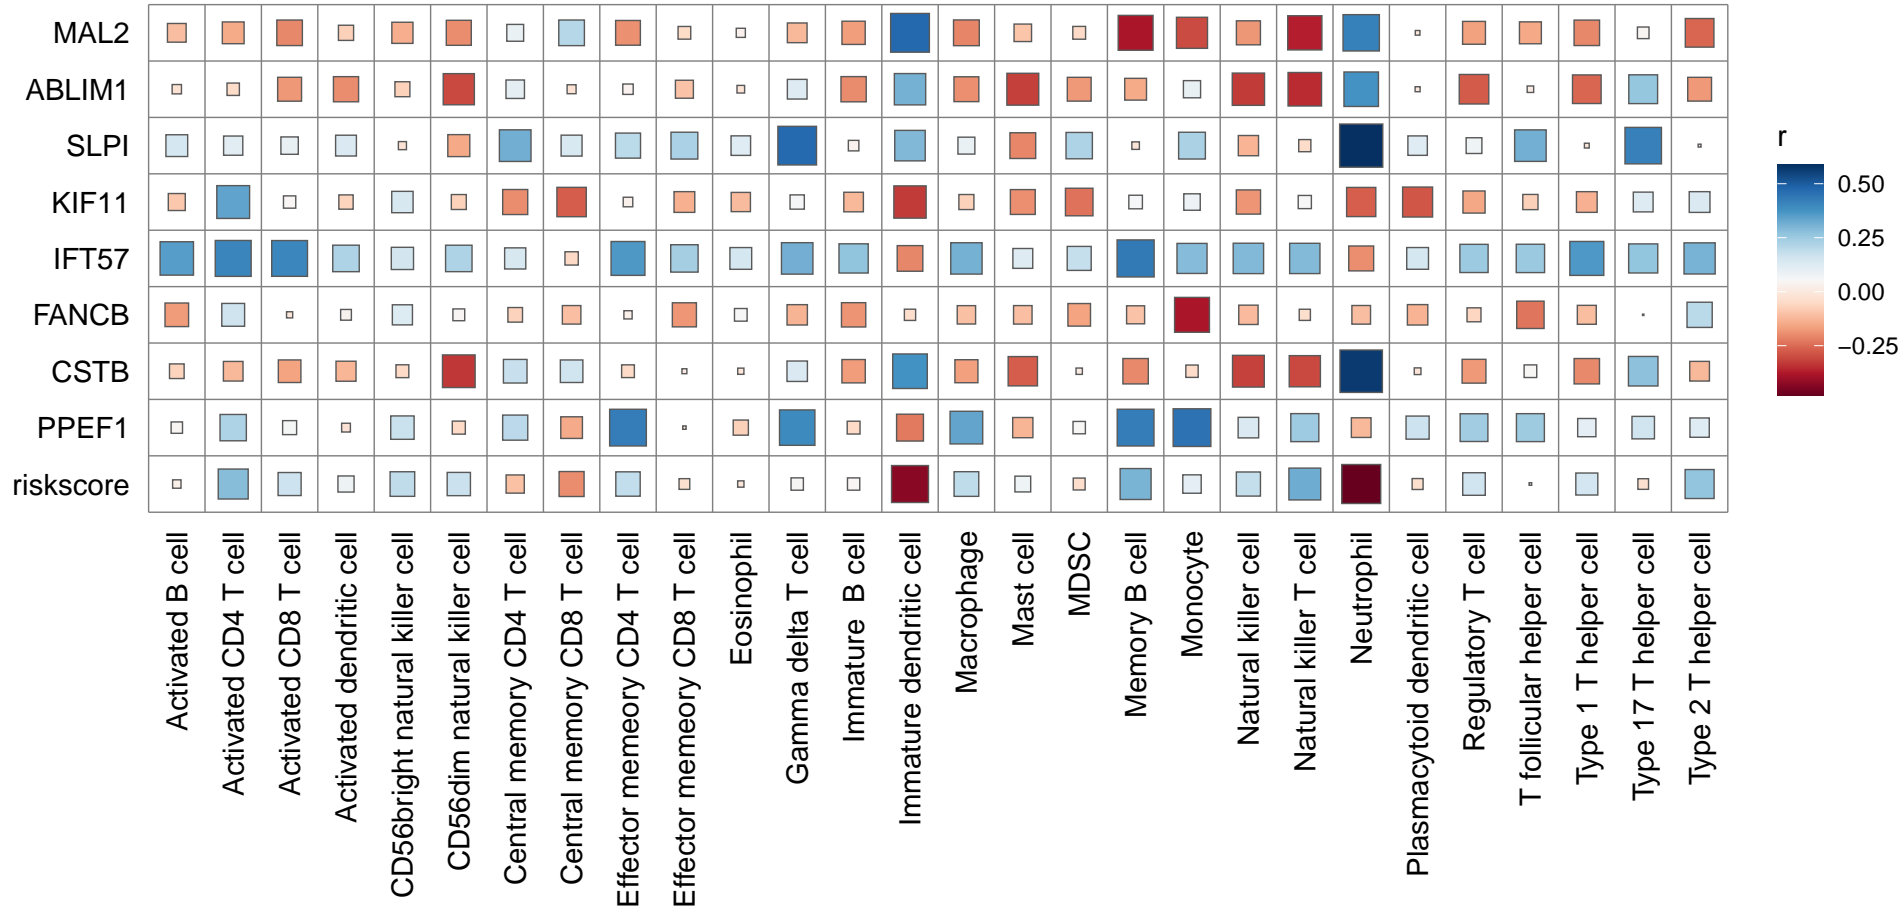 MAL2
ABLIM1
SLPI
KIF11
IFT57
FANCB
CSTB
PPEF1
riskscore
Activated B cell
Activated CD4 T cell
Activated CD8 T cell
Activated dendritic cell
CD56bright natural killer cell
CD56dim natural killer cell
Central memory CD4 T cell
Central memory CD8 T cell
Effector memeory CD4 T cell
Effector memeory CD8 T cell
Eosinophil
Gamma delta T cell
Immature  B cell
Immature dendritic cell
Macrophage
Mast cell
MDSC
Memory B cell
Monocyte
Natural killer cell
Natural killer T cell
Neutrophil
Plasmacytoid dendritic cell
Regulatory T cell
T follicular helper cell
Type 1 T helper cell
Type 17 T helper cell
Type 2 T helper cell
r
0.50
0.25
0.00
−0.25